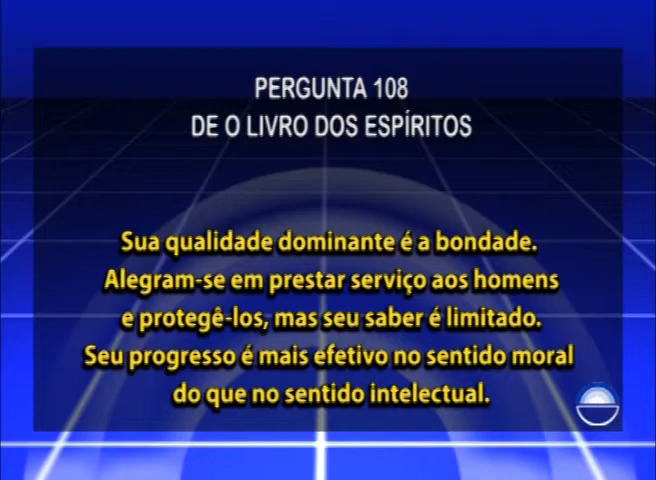 PERGUNTA 108
DE O LIVRO DOS ESPÍRITOS
Sua qualidade dominante é a bondade.
Alegram-se em prestar serviço aos homens
e protegê-los, mas seu saber é limitado.
Seu progresso é mais efetivo no sentido moral
do que no sentido intelectual.